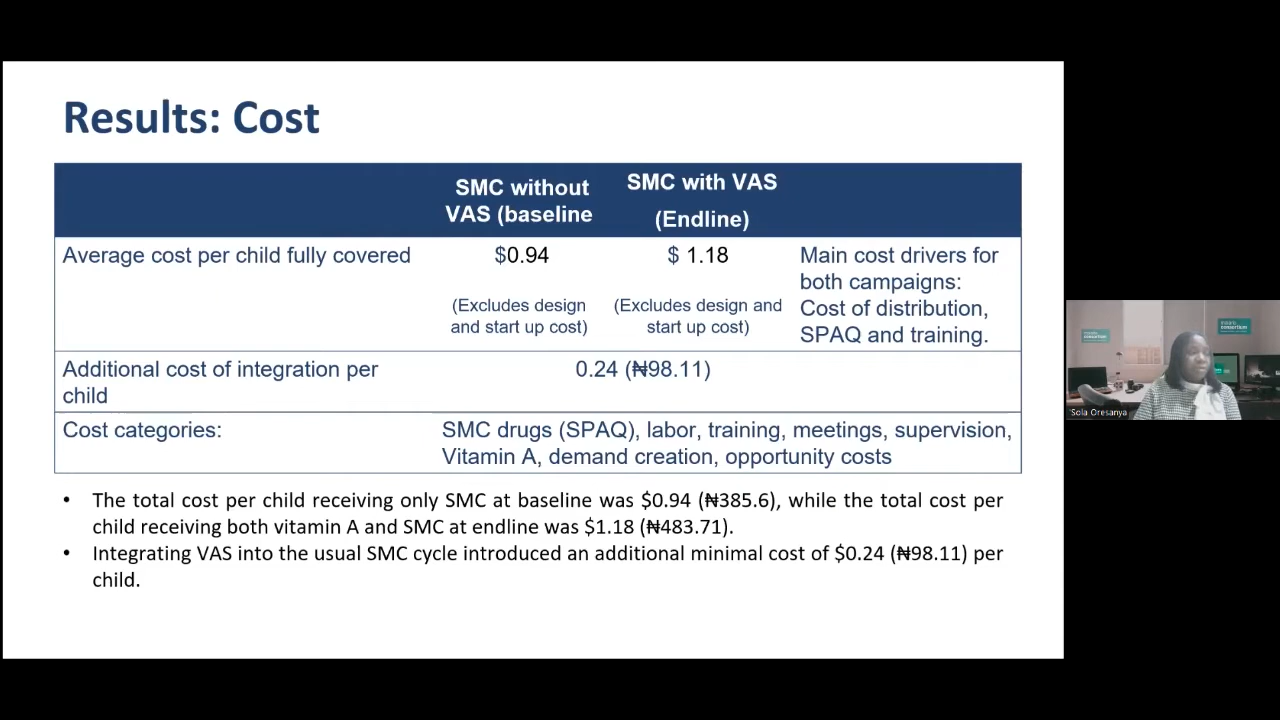 Results: Cost
SMC without
VAS (baseline
SMC with VAS
(Endline)
Average cost per child fully covered
$0.94
(Excludes design
and start up cost)
$ 1.18
(Excludes design and
start up cost)
Main cost drivers for
both campaigns:
Cost of distribution,
SPAQ and training.
Additional cost of integration per
child
0.24 (₦98.11)
Cost categories:
SMC drugs (SPAQ), labor, training, meetings, supervision,
Vitamin A, demand creation, opportunity costs
• The total cost per child receiving only SMC at baseline was $0.94 (₦385.6), while the total cost per
child receiving both vitamin A and SMC at endline was $1.18 (₦483.71).
• Integrating VAS into the usual SMC cycle introduced an additional minimal cost of $0.24 (₦98.11) per
child.
malaria
consortium
'Sola Oresanya